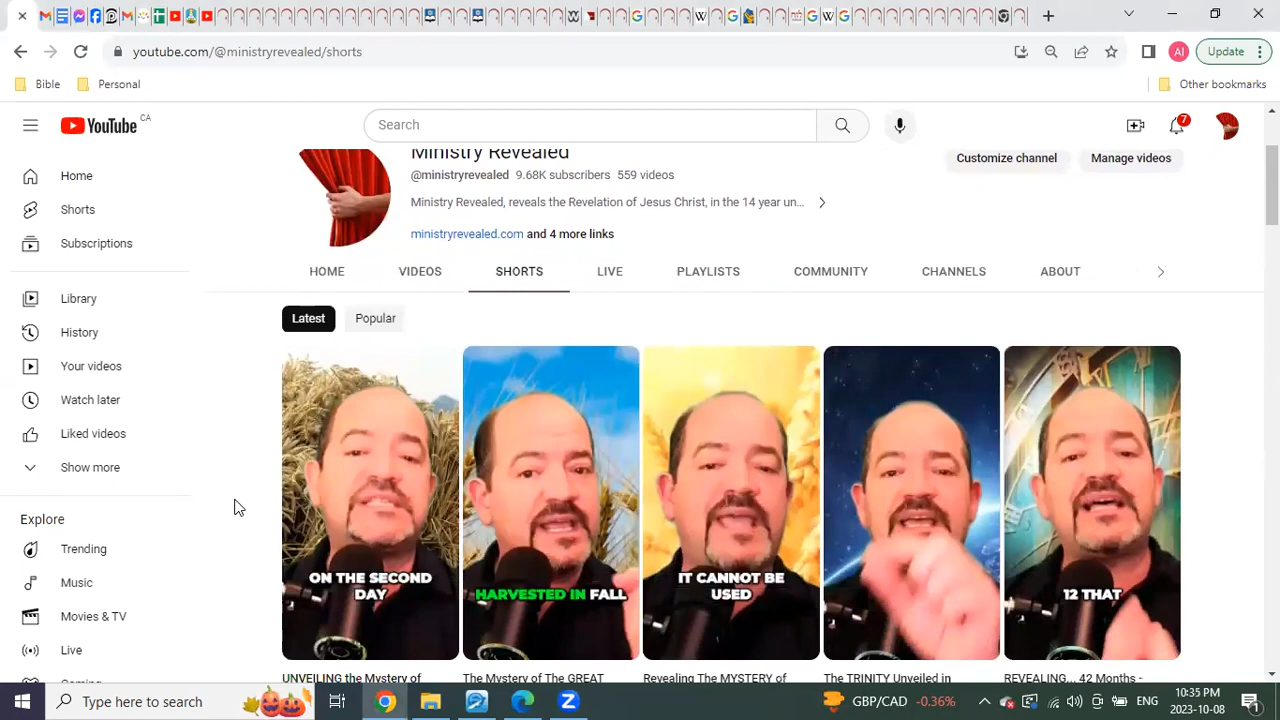 youtube.com/@ministryrevealed/shorts
AI
Update
Bible
Personal
Other bookmarks
YouTube CA
Search
7
Ministry Revealed
Customize channel
Manage videos
@ministryrevealed 9.68K subscribers 559 videos
Ministry Revealed, reveals the Revelation of Jesus Christ, in the 14 year un...
ministryrevealed.com and 4 more links
HOME
VIDEOS
SHORTS
LIVE
PLAYLISTS
COMMUNITY
CHANNELS
ABOUT
Latest
Popular
Home
Shorts
Subscriptions
Library
History
Your videos
Watch later
Liked videos
Show more
Explore
Trending
Music
Movies & TV
Live
ON THE SECOND
DAY
HARVESTED IN FALL
IT CANNOT BE
USED
12 THAT
UNVEILING the Mystery of
The Mystery of The GREAT
Revealing The MYSTERY of
The TRINITY Unveiled in
REVEALING... 42 Months -
Type here to search
GBP/CAD -0.36%
ENG
10:35 PM
2023-10-08
1